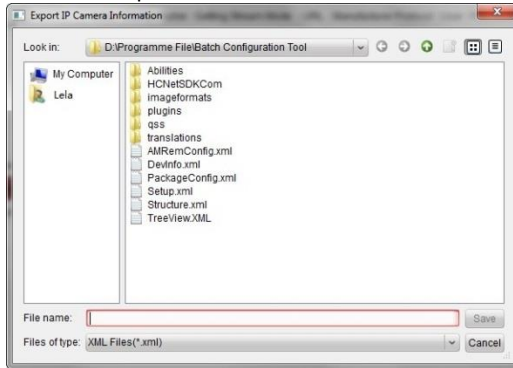 Export IP Camera Information
Look in:
D:\Programme File\Batch Configuration Tool
My Computer
Lela
Abilities
HCNetSDKCom
imageformats
plugins
qss
translations
AMRemConfig.xml
DevInfo.xml
PackageConfig.xml
Setup.xml
Structure.xml
TreeView.XML
File name:
Save
Files of type:
XML Files(*.xml)
Cancel